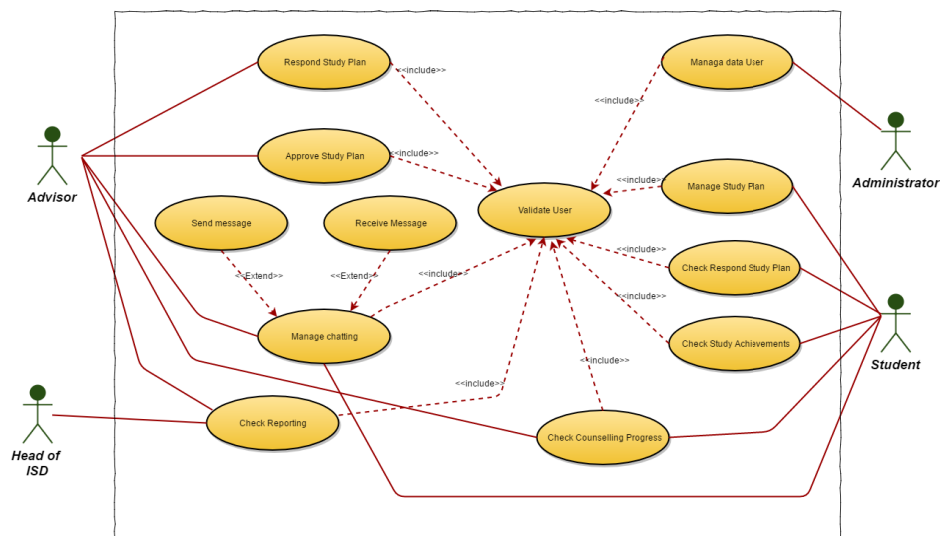 Respond Study Plan
Managa data User
<<include>>
<<include>>
Advisor
Approve Study Plan
<<include>>
Administrator
<<include>>
Manage Study Plan
Send message
Receive Message
Validate User
<<include>>
Check Respond Study Plan
<<Extend>>
<<Extend>>
<<include>>
<<include>>
Manage chatting
Check Study Achievements
Student
<<include>>
<<include>>
Check Reporting
Check Counselling Progress
Head of
ISD